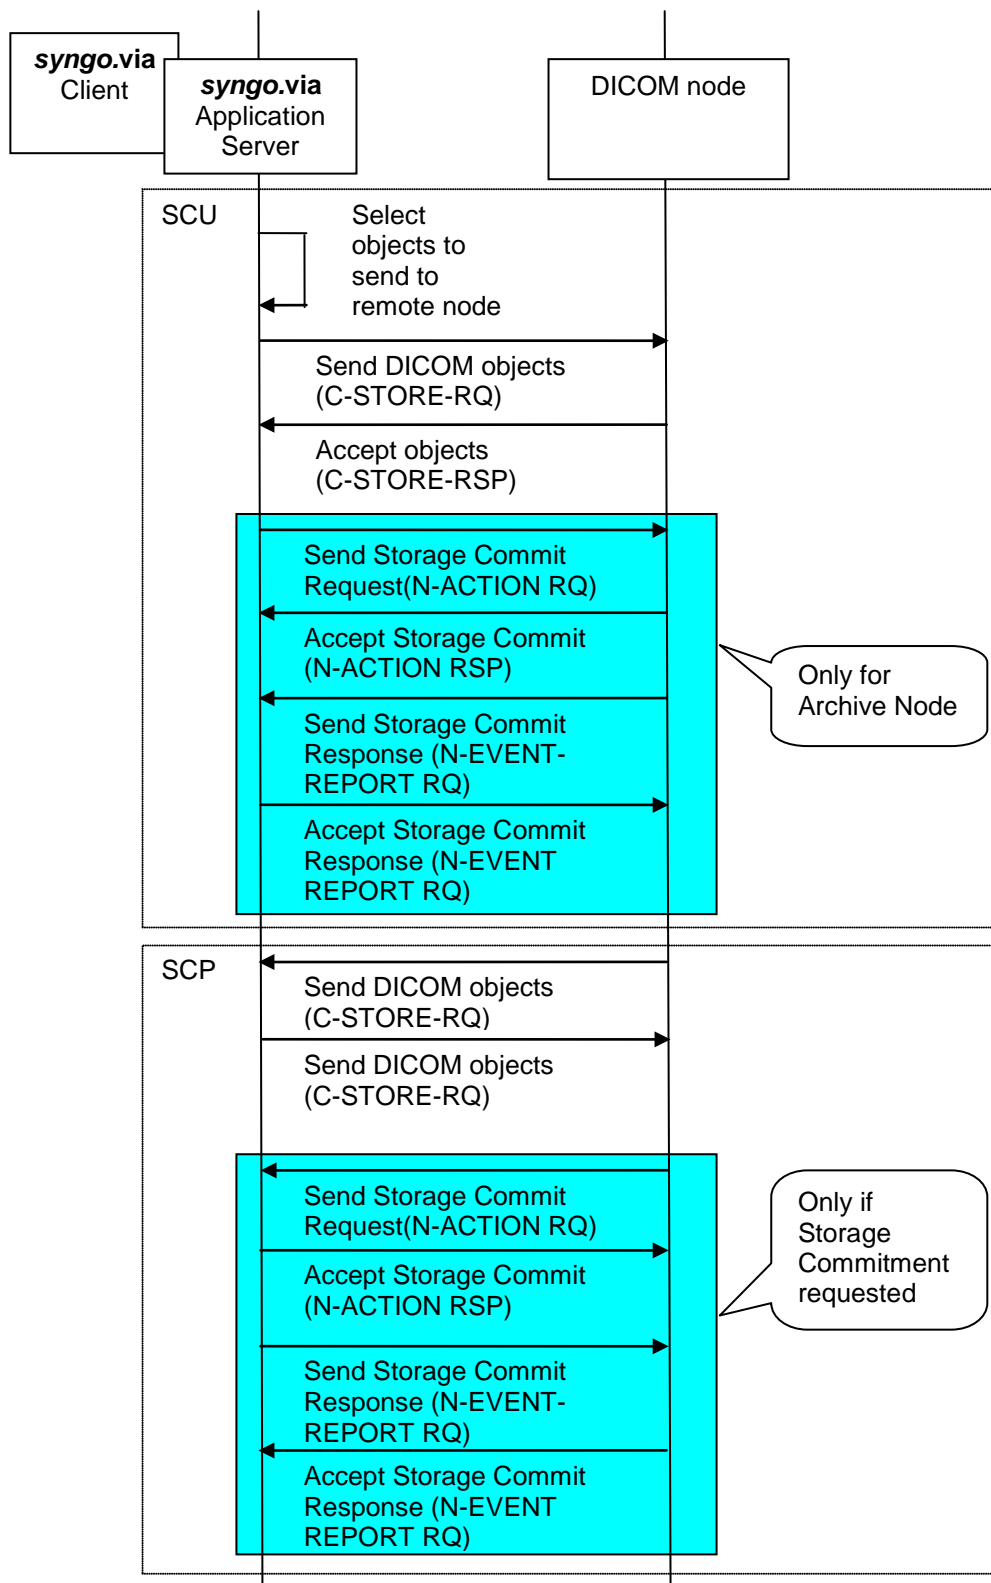 syngo.via
Client
syngo.via
Application
Server
DICOM node
SCU
Select
objects to
send to
remote node
Send DICOM objects
(C-STORE-RQ)
Accept objects
(C-STORE-RSP)
Send Storage Commit
Request(N-ACTION RQ)
Accept Storage Commit
(N-ACTION RSP)
Only for
Archive Node
Send Storage Commit
Response (N-EVENT-
REPORT RQ)
Accept Storage Commit
Response (N-EVENT
REPORT RQ)
SCP
Send DICOM objects
(C-STORE-RQ)
Send DICOM objects
(C-STORE-RQ)
Send Storage Commit
Request(N-ACTION RQ)
Only if
Storage
Commitment
requested
Accept Storage Commit
(N-ACTION RSP)
Send Storage Commit
Response (N-EVENT-
REPORT RQ)
Accept Storage Commit
Response (N-EVENT
REPORT RQ)